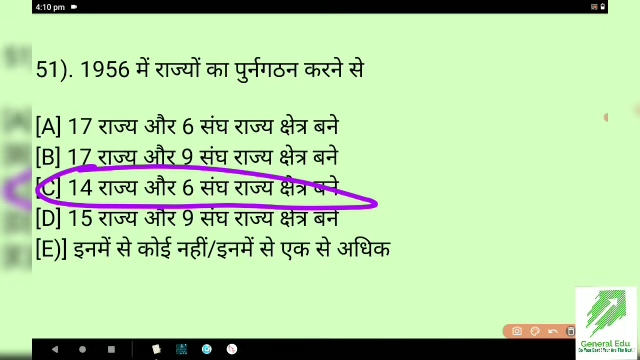 4:10 pm
51). 1956 में राज्यों का पुर्नगठन करने से
[A] 17 राज्य और 6 संघ राज्य क्षेत्र बने
[B] 17 राज्य और 9 संघ राज्य क्षेत्र बने
[C] 14 राज्य और 6 संघ राज्य क्षेत्र बने
[D] 15 राज्य और 9 संघ राज्य क्षेत्र बने
[E)] इनमें से कोई नहीं/इनमें से एक से अधिक
General Edu